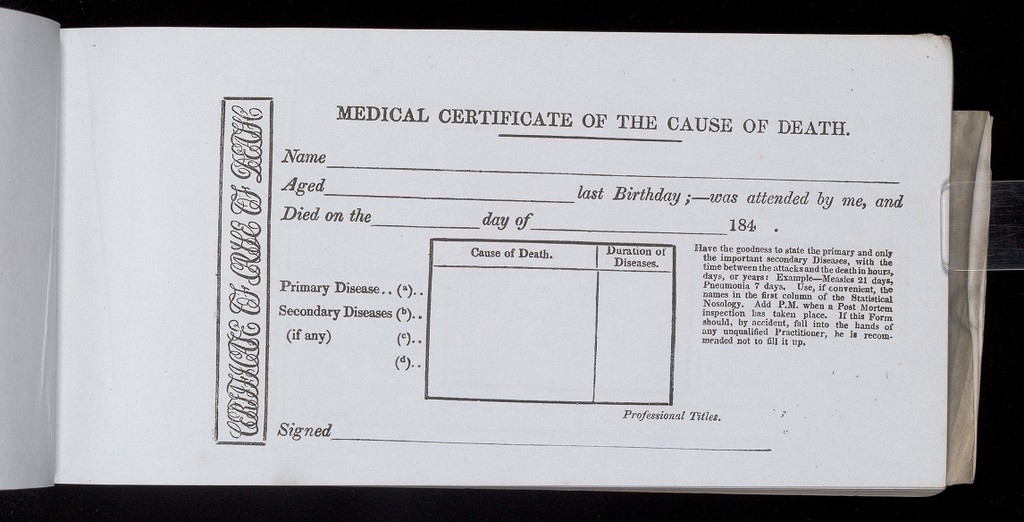 CERTIFICATE OF CAUSE OF DEATH
MEDICAL CERTIFICATE OF THE CAUSE OF DEATH.
Name
Aged last Birthday;—was attended by me, and
Died on the day of 184 .
Cause of Death.
Duration of
Diseases.
Primary Disease.. (a)..
Secondary Diseases (b)..
(if any) (c)..
(d)..
Have the goodness to state the primary and only
the important secondary Diseases, with the
time between the attacks and the death in hours,
days, or years: Example—Measles 21 days,
Pneumonia 7 days. Use, if convenient, the
names in the first column of the Statistical
Nosology. Add P.M. when a Post Mortem
inspection has taken place. If this Form
should, by accident, fall into the hands of
any unqualified Practitioner, he is recom-
mended not to fill it up.
Professional Titles.
Signed